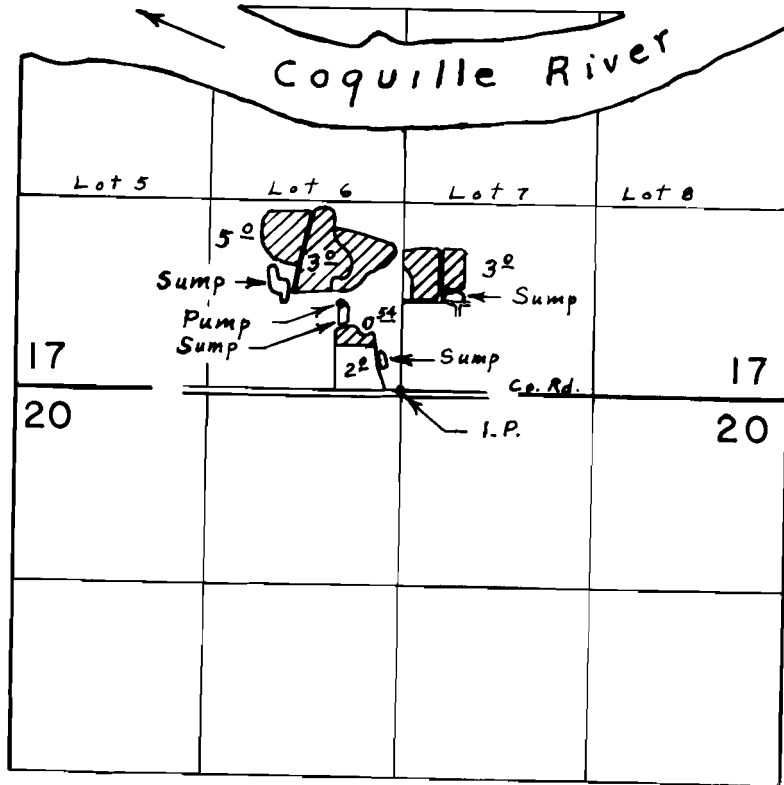 Coquille River
Lot 5
Lot 6
Lot 7
Lot 8
5 0
3 0
3 0
Sump
Sump
Pump
Sump
0 54
2 0
Sump
17
17
Co. Rd.
20
20
I.P.